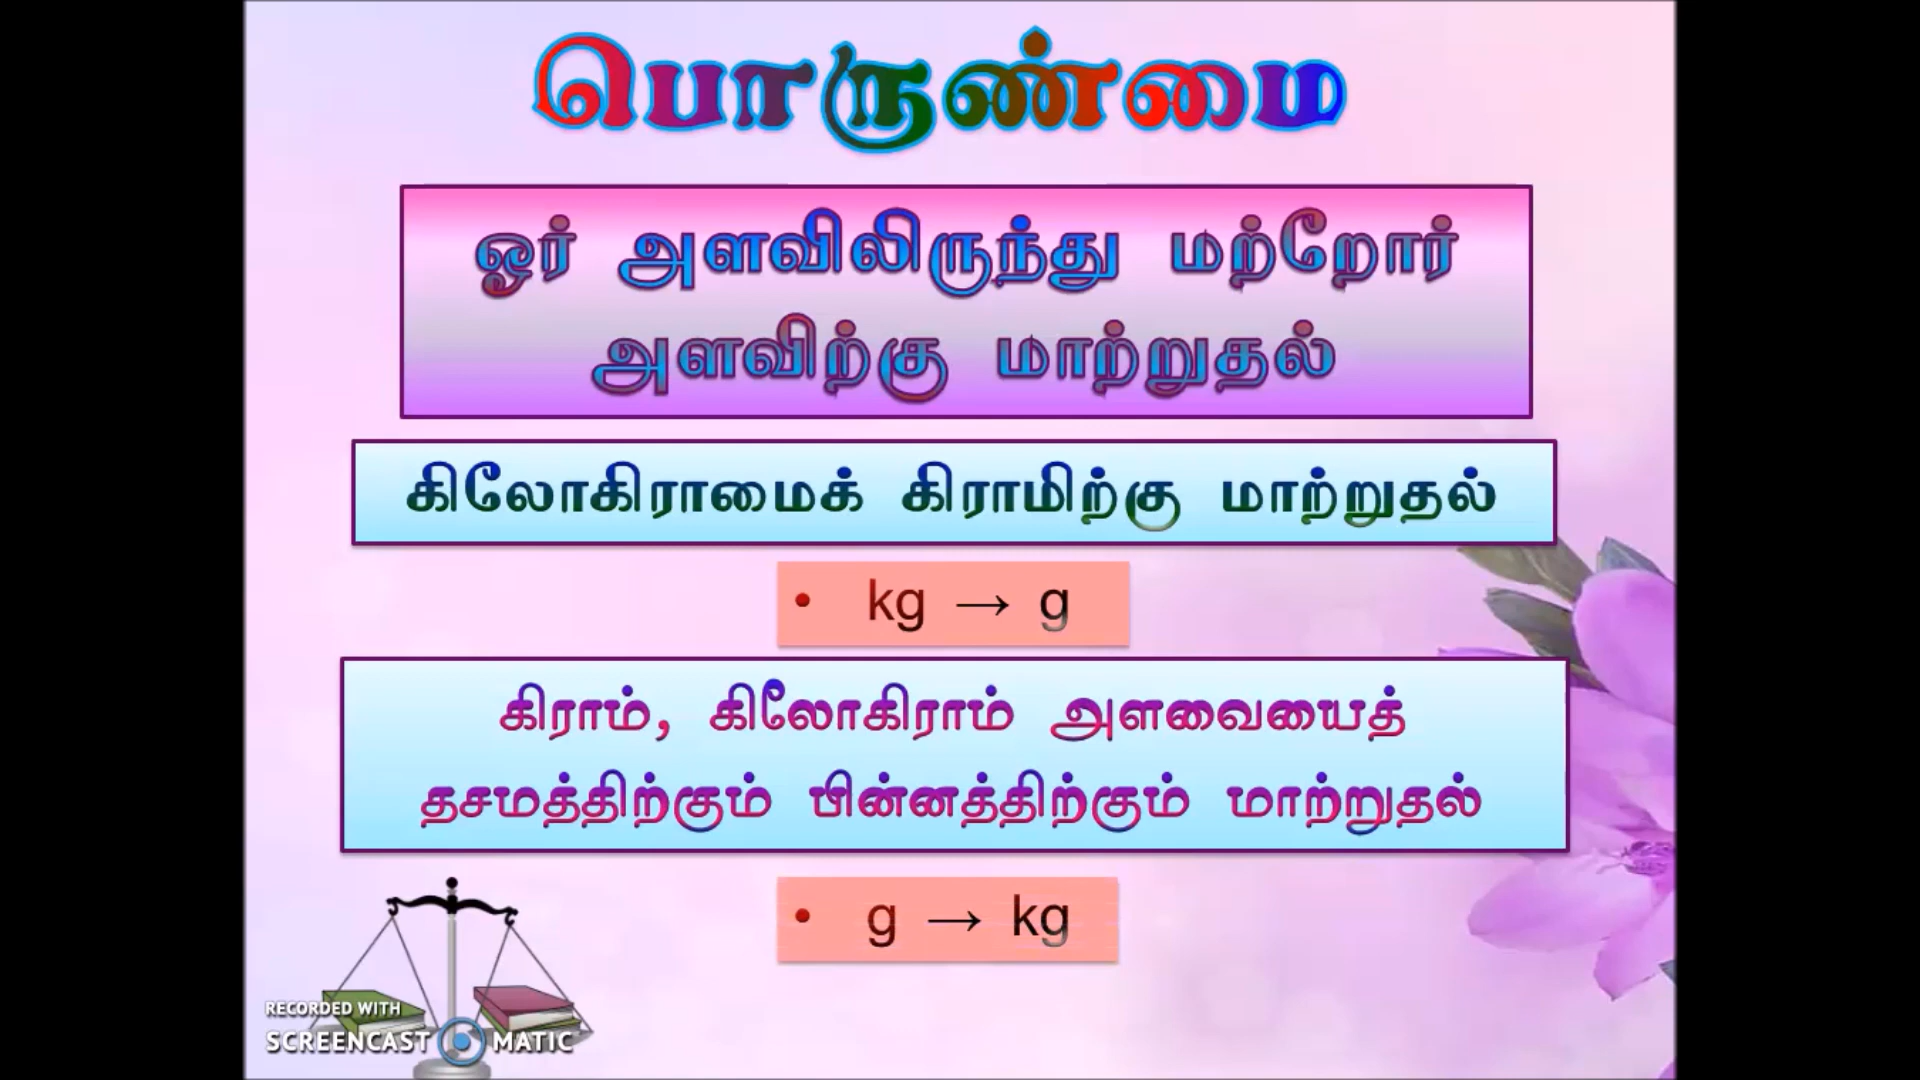 பொருண்மை
ஓர் அளவிலிருந்து மற்றோர்
அளவிற்கு மாற்றுதல்
கிலோகிராமைக் கிராமிற்கு மாற்றுதல்
• kg → g
கிராம், கிலோகிராம் அளவையைத்
தசமத்திற்கும் பின்னத்திற்கும் மாற்றுதல்
• g → kg
RECORDED WITH
SCREENCAST MATIC